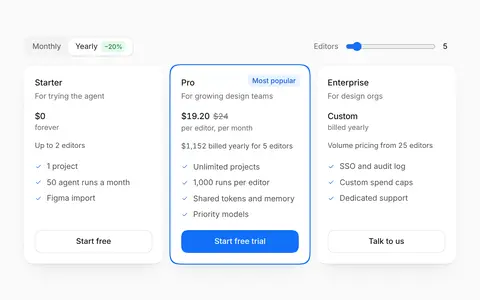 Monthly
Yearly -20%
Editors 5
Starter
For trying the agent
$0
forever
Up to 2 editors
1 project
50 agent runs a month
Figma import
Start free
Pro
Most popular
For growing design teams
$19.20 $24
per editor, per month
$1,152 billed yearly for 5 editors
Unlimited projects
1,000 runs per editor
Shared tokens and memory
Priority models
Start free trial
Enterprise
For design orgs
Custom
billed yearly
Volume pricing from 25 editors
SSO and audit log
Custom spend caps
Dedicated support
Talk to us